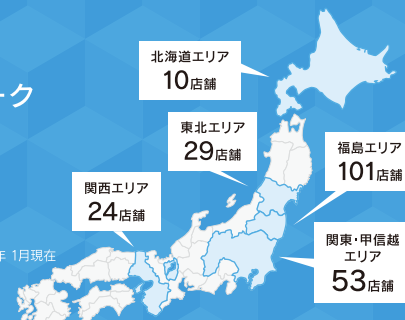 北海道エリア
10店舗
ーク
東北エリア
29店舗
福島エリア
101店舗
関西エリア
24店舗
関東・甲信越
エリア
53店舗
年 1月現在